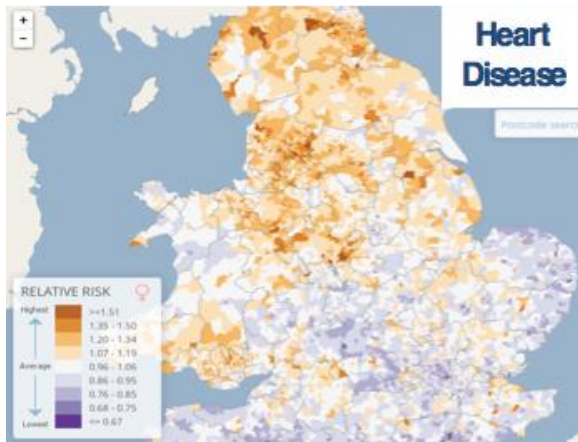 +
−
Heart
Disease
Postcode search
RELATIVE RISK ♀
Highest
Average
Lowest
>=1.51
1.35 - 1.50
1.20 - 1.34
1.07 - 1.19
0.96 - 1.06
0.86 - 0.95
0.76 - 0.85
0.68 - 0.75
<= 0.67